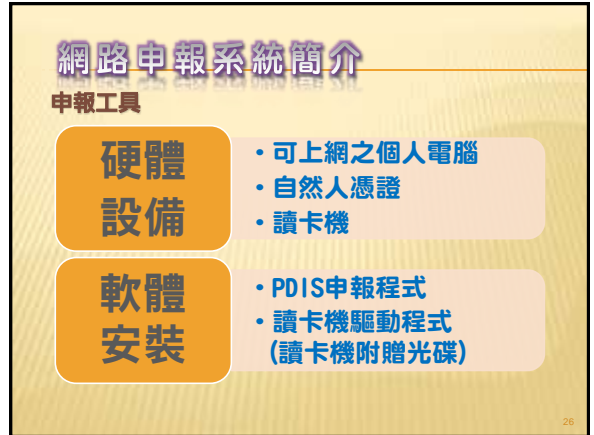 網路申報系統簡介
申報工具
硬體
設備
・可上網之個人電腦
・自然人憑證
・讀卡機
軟體
安裝
・PDIS申報程式
・讀卡機驅動程式
(讀卡機附贈光碟)
26